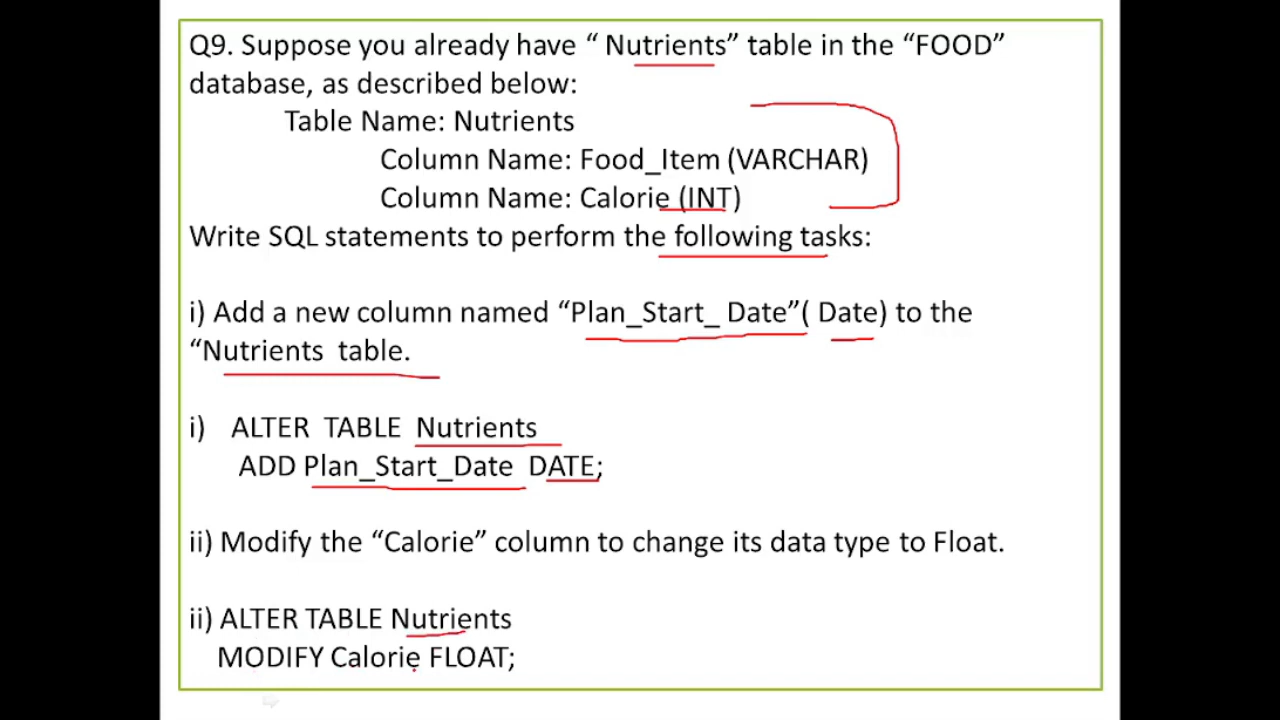 Q9. Suppose you already have “ Nutrients” table in the “FOOD”
database, as described below:
Table Name: Nutrients
Column Name: Food_Item (VARCHAR)
Column Name: Calorie (INT)
Write SQL statements to perform the following tasks:
i) Add a new column named “Plan_Start_ Date”( Date) to the
“Nutrients table.
i) ALTER TABLE Nutrients
ADD Plan_Start_Date DATE;
ii) Modify the “Calorie” column to change its data type to Float.
ii) ALTER TABLE Nutrients
MODIFY Calorie FLOAT;